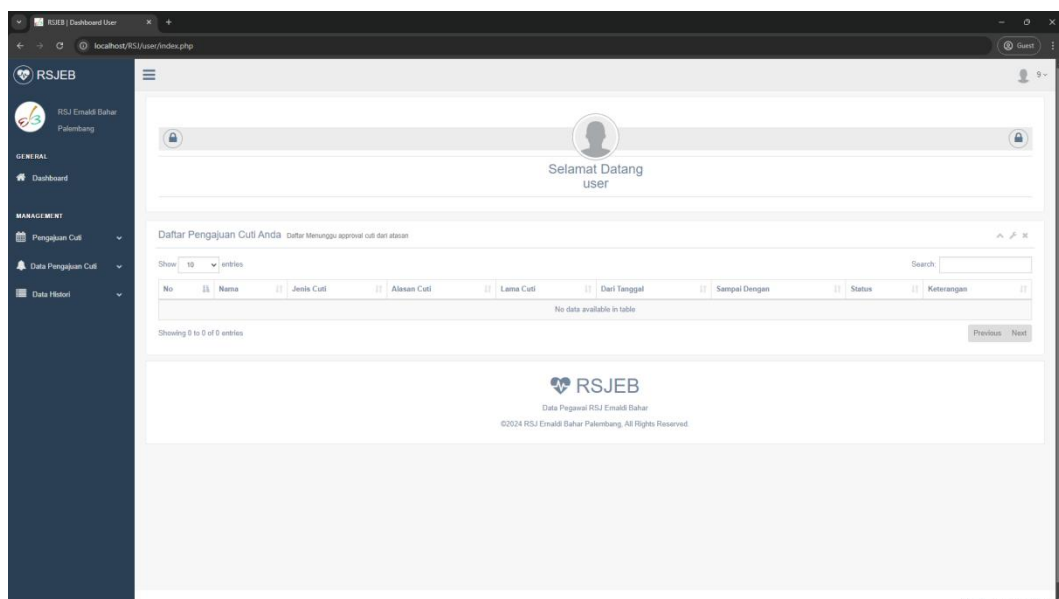 RSJEB | Dashboard User
localhost/RSJ/user/index.php
Guest
RSJEB
9
RSJ Ernaldi Bahar
Palembang
GENERAL
Dashboard
MANAGEMENT
Pengajuan Cuti
Data Pengajuan Cuti
Data Histori
Selamat Datang
user
Daftar Pengajuan Cuti Anda Daftar Menunggu approval cuti dari atasan
Show 10 entries
Search:
No Nama Jenis Cuti Alasan Cuti Lama Cuti Dari Tanggal Sampai Dengan Status Keterangan
No data available in table
Showing 0 to 0 of 0 entries
Previous Next
RSJEB
Data Pegawai RSJ Ernaldi Bahar
©2024 RSJ Ernaldi Bahar Palembang, All Rights Reserved